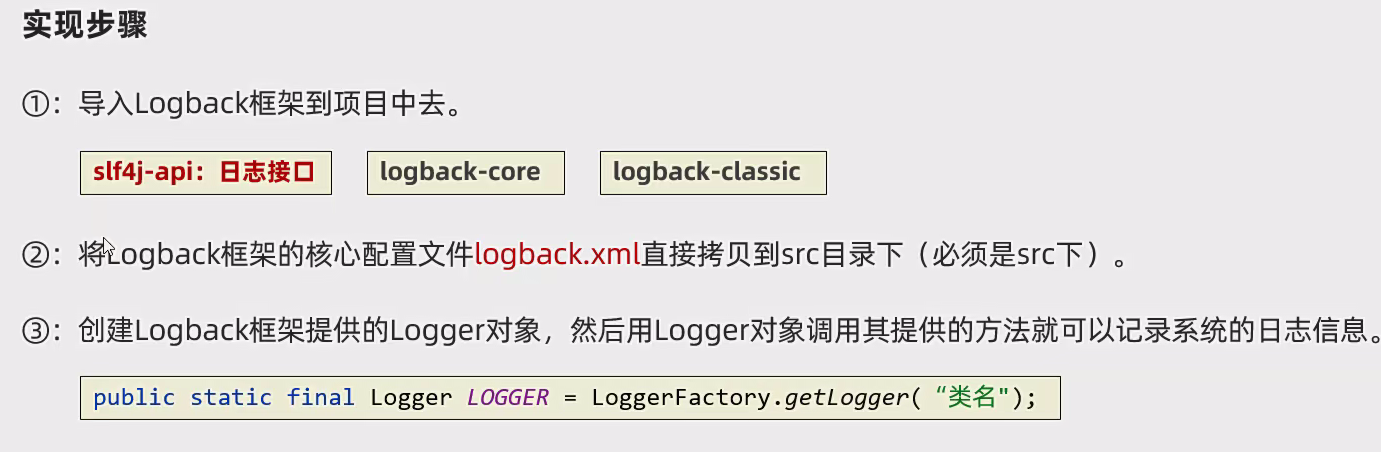 实现步骤
①：导入Logback框架到项目中去。
slf4j-api：日志接口 logback-core logback-classic
②：将Logback框架的核心配置文件logback.xml直接拷贝到src目录下（必须是src下）。
③：创建Logback框架提供的Logger对象，然后用Logger对象调用其提供的方法就可以记录系统的日志信息。
public static final Logger LOGGER = LoggerFactory.getLogger( “类名");